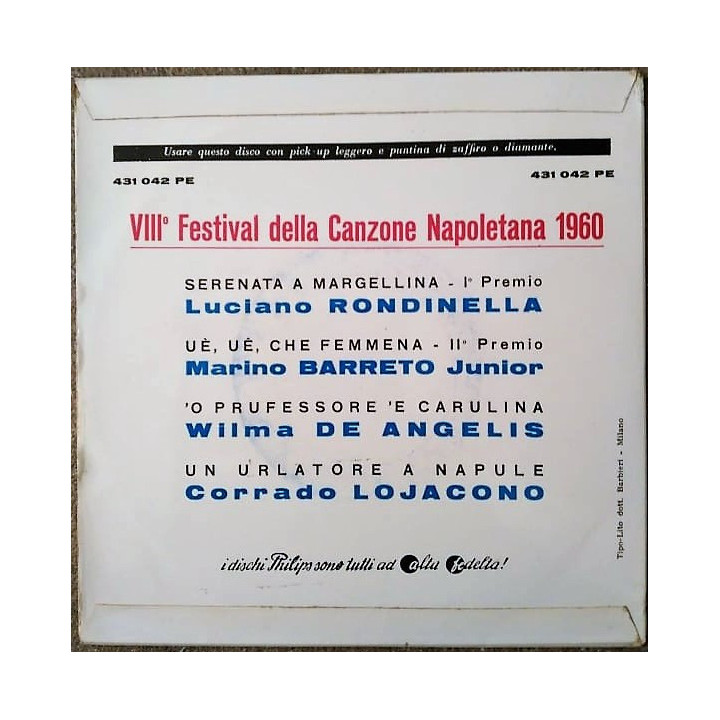 Usare questo disco con pick-up leggero e puntina di zaffiro o diamante.
431 042 PE
431 042 PE
VIII° Festival della Canzone Napoletana 1960
SERENATA A MARGELLINA - I° Premio
Luciano RONDINELLA
UÈ, UÈ, CHE FEMMENA - II° Premio
Marino BARRETO Junior
'O PRUFESSORE 'E CARULINA
Wilma DE ANGELIS
UN URLATORE A NAPULE
Corrado LOJACONO
i dischi Philips sono tutti ad alta fedelta!
Tipo-Lito dott. Barbieri - Milano